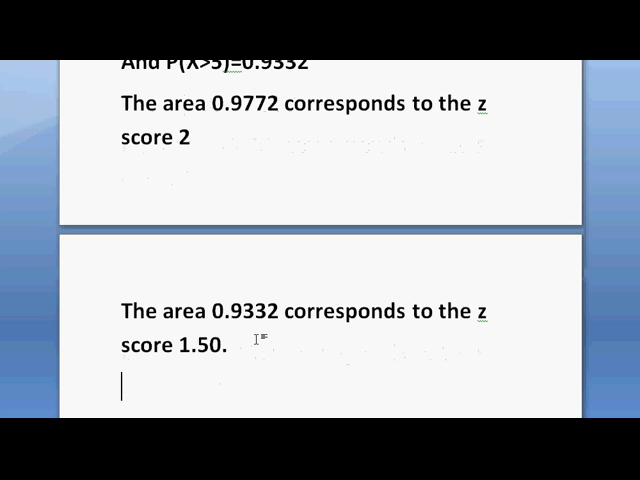 And P(X>5)=0.9332
The area 0.9772 corresponds to the z
score 2
The area 0.9332 corresponds to the z
score 1.50.